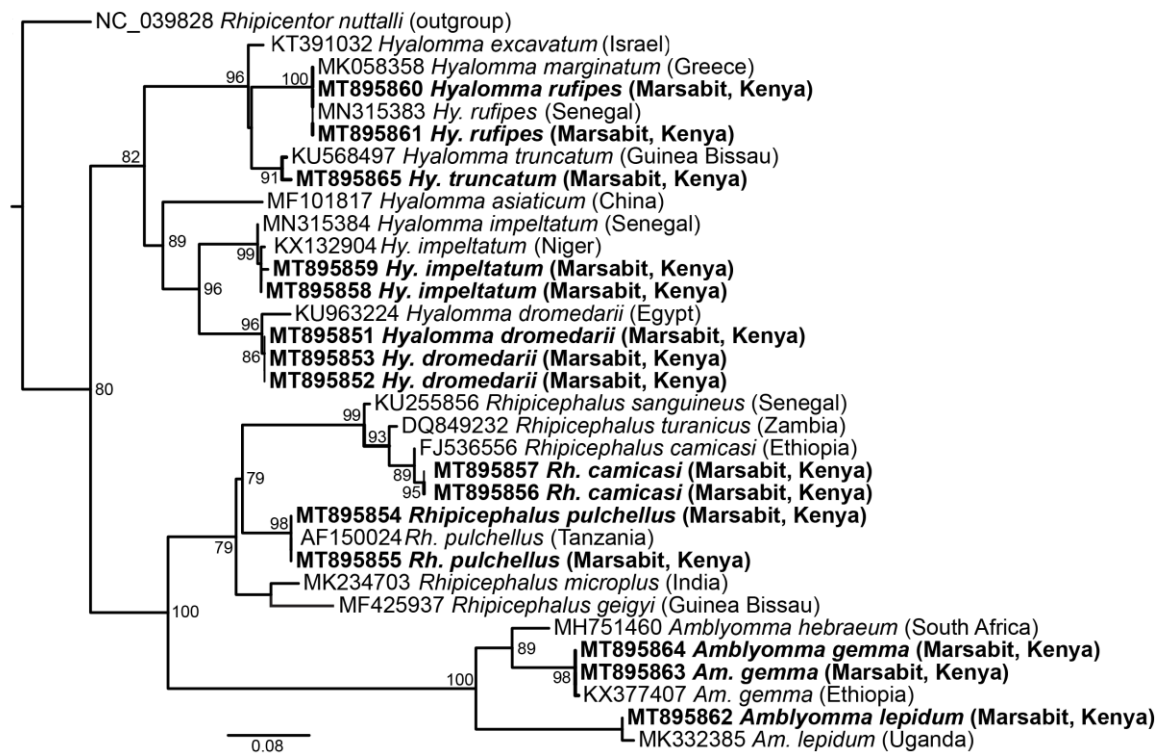 NC_039828 Rhipicentor nuttalli (outgroup)
KT391032 Hyalomma excavatum (Israel)
MK058358 Hyalomma marginatum (Greece)
96
100
MT895860 Hyalomma rufipes (Marsabit, Kenya)
MN315383 Hy. rufipes (Senegal)
MT895861 Hy. rufipes (Marsabit, Kenya)
KU568497 Hyalomma truncatum (Guinea Bissau)
82
91
MT895865 Hy. truncatum (Marsabit, Kenya)
MF101817 Hyalomma asiaticum (China)
MN315384 Hyalomma impeltatum (Senegal)
89
KX132904 Hy. impeltatum (Niger)
99
MT895859 Hy. impeltatum (Marsabit, Kenya)
96
MT895858 Hy. impeltatum (Marsabit, Kenya)
KU963224 Hyalomma dromedarii (Egypt)
96
MT895851 Hyalomma dromedarii (Marsabit, Kenya)
86
MT895853 Hy. dromedarii (Marsabit, Kenya)
MT895852 Hy. dromedarii (Marsabit, Kenya)
80
KU255856 Rhipicephalus sanguineus (Senegal)
99
DQ849232 Rhipicephalus turanicus (Zambia)
93
FJ536556 Rhipicephalus camicasi (Ethiopia)
89
MT895857 Rh. camicasi (Marsabit, Kenya)
79
95
MT895856 Rh. camicasi (Marsabit, Kenya)
MT895854 Rhipicephalus pulchellus (Marsabit, Kenya)
98
AF150024 Rh. pulchellus (Tanzania)
79
MT895855 Rh. pulchellus (Marsabit, Kenya)
MK234703 Rhipicephalus microplus (India)
MF425937 Rhipicephalus geigyi (Guinea Bissau)
100
MH751460 Amblyomma hebraeum (South Africa)
89
MT895864 Amblyomma gemma (Marsabit, Kenya)
MT895863 Am. gemma (Marsabit, Kenya)
100
98
KX377407 Am. gemma (Ethiopia)
MT895862 Amblyomma lepidum (Marsabit, Kenya)
MK332385 Am. lepidum (Uganda)
0.08